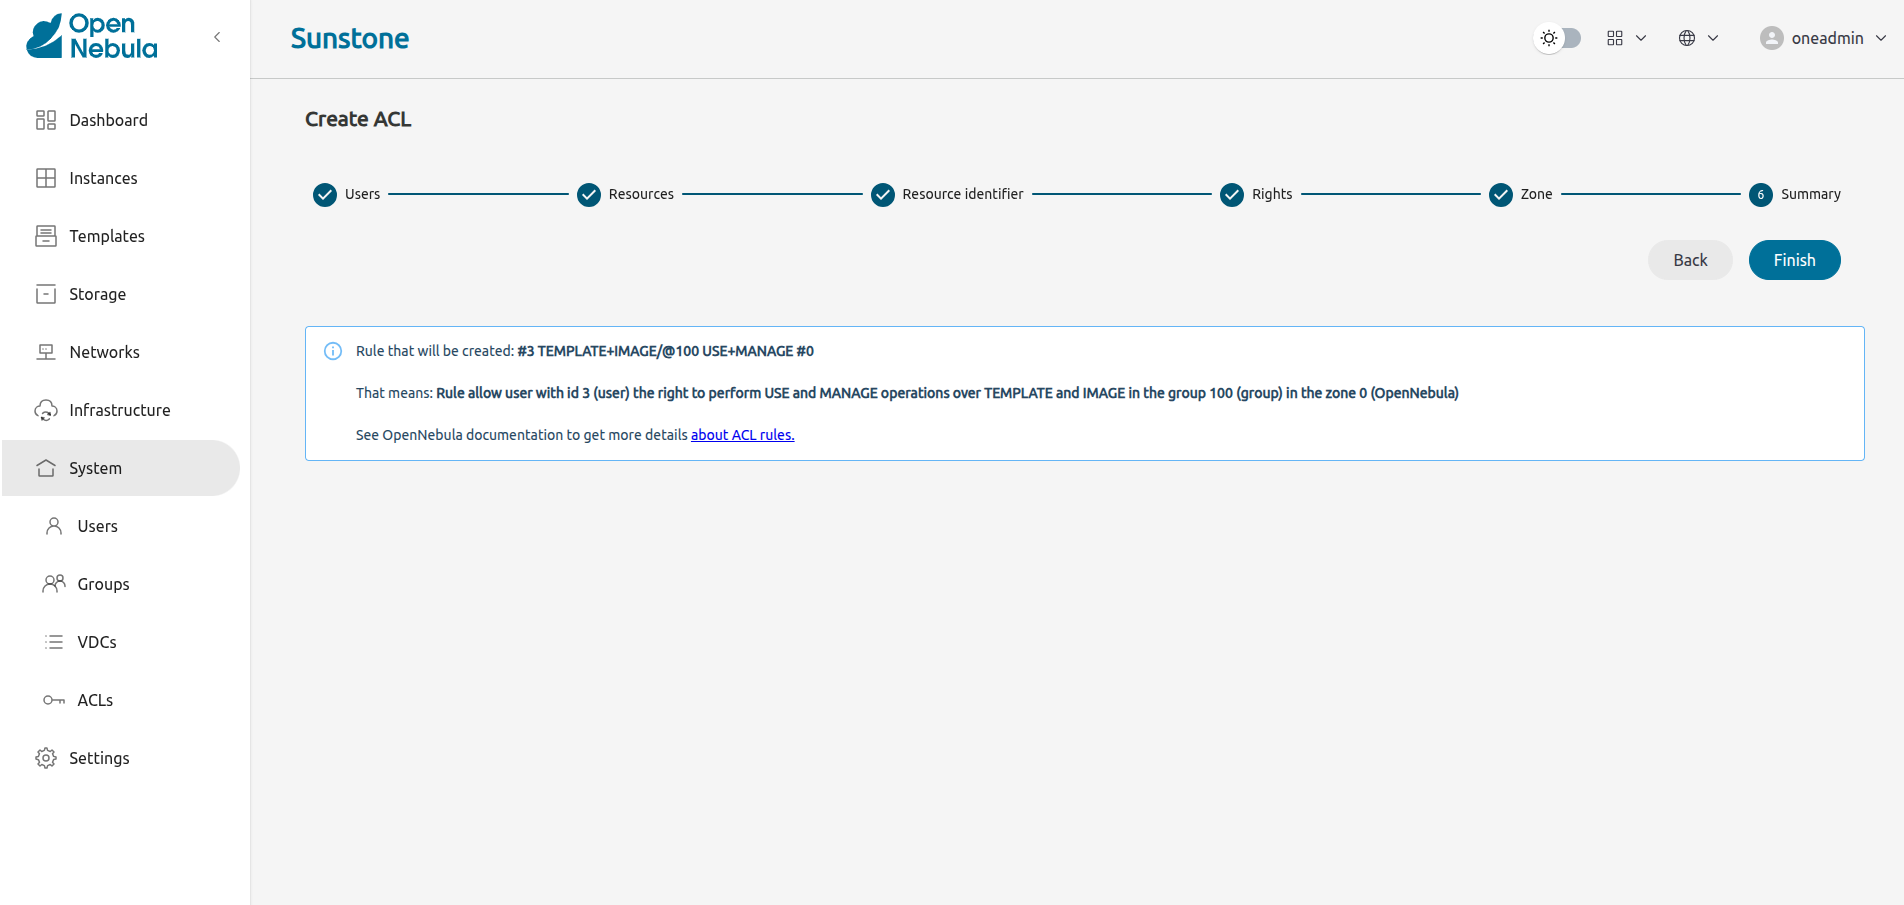 Open
Nebula
Sunstone
oneadmin
Dashboard
Instances
Templates
Storage
Networks
Infrastructure
System
Users
Groups
VDCs
ACLs
Settings
Create ACL
Users
Resources
Resource identifier
Rights
Zone
6 Summary
Back
Finish
Rule that will be created: #3 TEMPLATE+IMAGE/@100 USE+MANAGE #0
That means: Rule allow user with id 3 (user) the right to perform USE and MANAGE operations over TEMPLATE and IMAGE in the group 100 (group) in the zone 0 (OpenNebula)
See OpenNebula documentation to get more details about ACL rules.